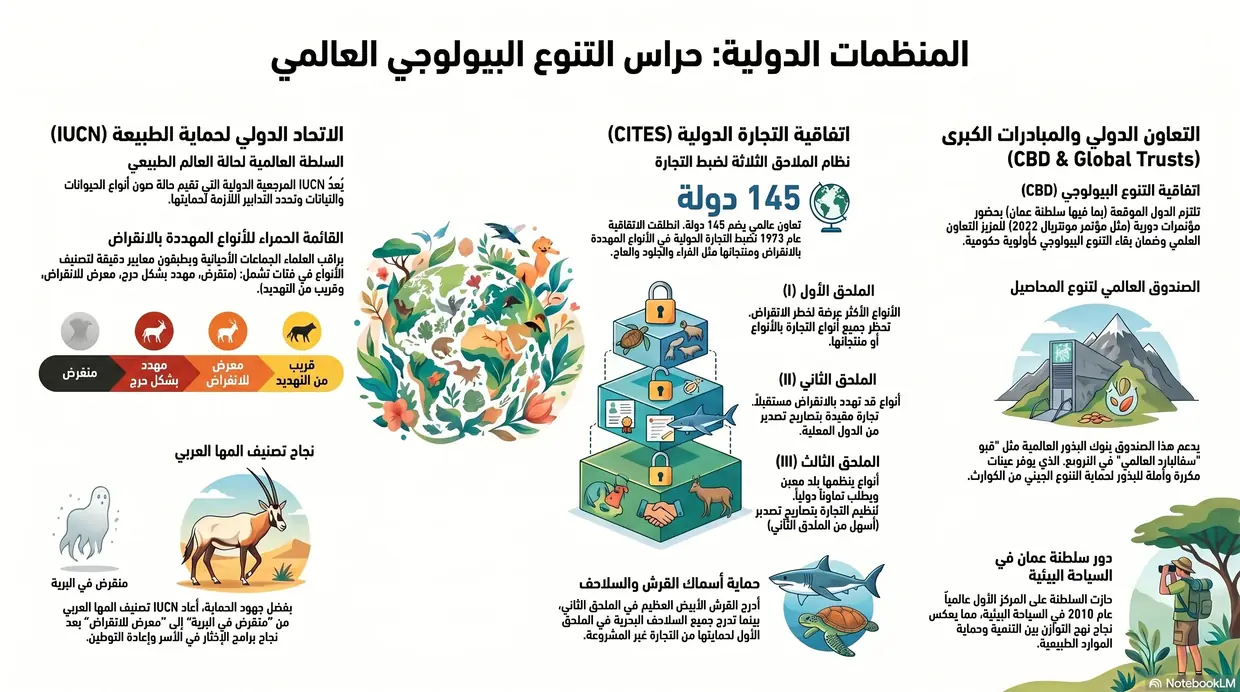 المنظمات الدولية: حراس التنوع البيولوجي العالمي
التعاون الدولي والمبادرات الكبرى
(CBD & Global Trusts)
اتفاقية التنوع البيولوجي (CBD)
تلتزم الدول الموقعة (بما فيها سلطنة عمان) بحضور
مؤتمرات دورية (مثل مؤتمر مونتريال 2022) للمزيز التعاون
العلمي وضمان بقاء التنوع البيولوجي كأولوية حكومية.
الصندوق العالمي لتنوع المحاصيل
يدعم هذا الصندوق بنوك البذور العالمية مثل "قبو
"سفالبارد العالمي" في النرويج. الذي يوفر عينات
مكررة وأملة للبذور لحماية التنوع الجيني من الكوارث.
دور سلطنة عمان في
السياحة البيئية
حازت السلطنة على المركز الأول عالمياً
عام 2010 في السياحة البيئية، مما يعكس
نجاح نهج التوازن بين التنمية وحماية
الموارد الطبيعية.
اتفاقية التجارة الدولية (CITES)
نظام الملاحق الثلاثة لضبط التجارة
145 دولة
تعاون عالمي يضم 145 دولة. انطلقت الاتفاقية
عام 1973 لضبط التجارة الدولية في الأنواع المهددة
بالانقراض ومنتجاتها مثل الفراء والجلود والعاج.
الملحق الأول (I)
الأنواع الأكثر عرضة لخطر الانقراض.
تحظر جميع أنواع التجارة بالأنواع
أو منتجاتها.
الملحق الثاني (II)
أنواع قد تهدد بالانقراض مستقبلاً.
تجارة مقيدة بتصاريح تصدير
من الدول المعلية.
الملحق الثالث (III)
أنواع ينظمها بلد معين
ويطلب تعاوناً دولياً.
لتنظيم التجارة بتصاريح تصدير
(أسهل من الملحق الثاني)
حماية أسماك القرش والسلاحف
أدرج القرش الأبيض العظيم في الملحق الثاني،
بينما تدرج جميع السلاحف البحرية في الملحق
الأول لحمايتها من التجارة غير المشروعة.
الاتحاد الدولي لحماية الطبيعة (IUCN)
السلطة العالمية لحالة العالم الطبيعي
يُعدُ IUCN المرجعية الدولية التي تقيم حالة صون أنواع الحيوانات
والنباتات وتحدد التدابير اللازمة لحمايتها.
القائمة الحمراء للأنواع المهددة بالانقراض
يراقب العلماء الجماعات الأحيائية ويطبقون معايير دقيقة لتصنيف
الأنواع في فئات تشمل: (منقرض، مهدد بشكل حرج، معرض للانقراض،
وقريب من التهديد).
قريب
من التهديد
معرض
للانقراض
مهدد
بشكل حرج
منقرض
نجاح تصنيف المها العربي
منقرض في البرية
بفضل جهود الحماية، أعاد IUCN تصنيف المها العربي
من "منقرض في البرية" إلى "معرض للانقراض" بعد
نجاح برامج الإكثار في الأسر وإعادة التوطين.
NotebookLM